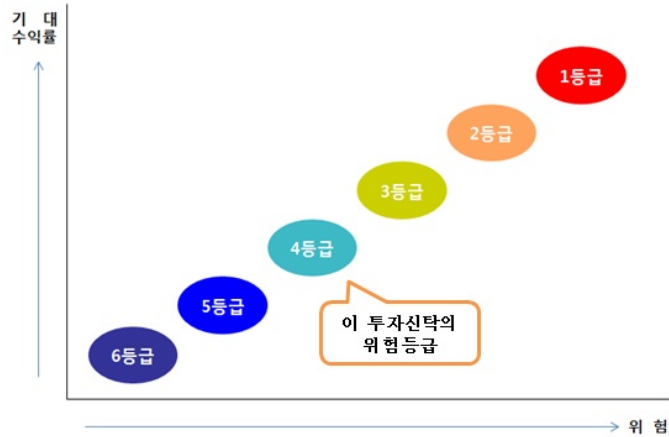 기 대
수익률
1등급
2등급
3등급
4등급
5등급
이 투자신탁의
위험등급
6등급
위 험